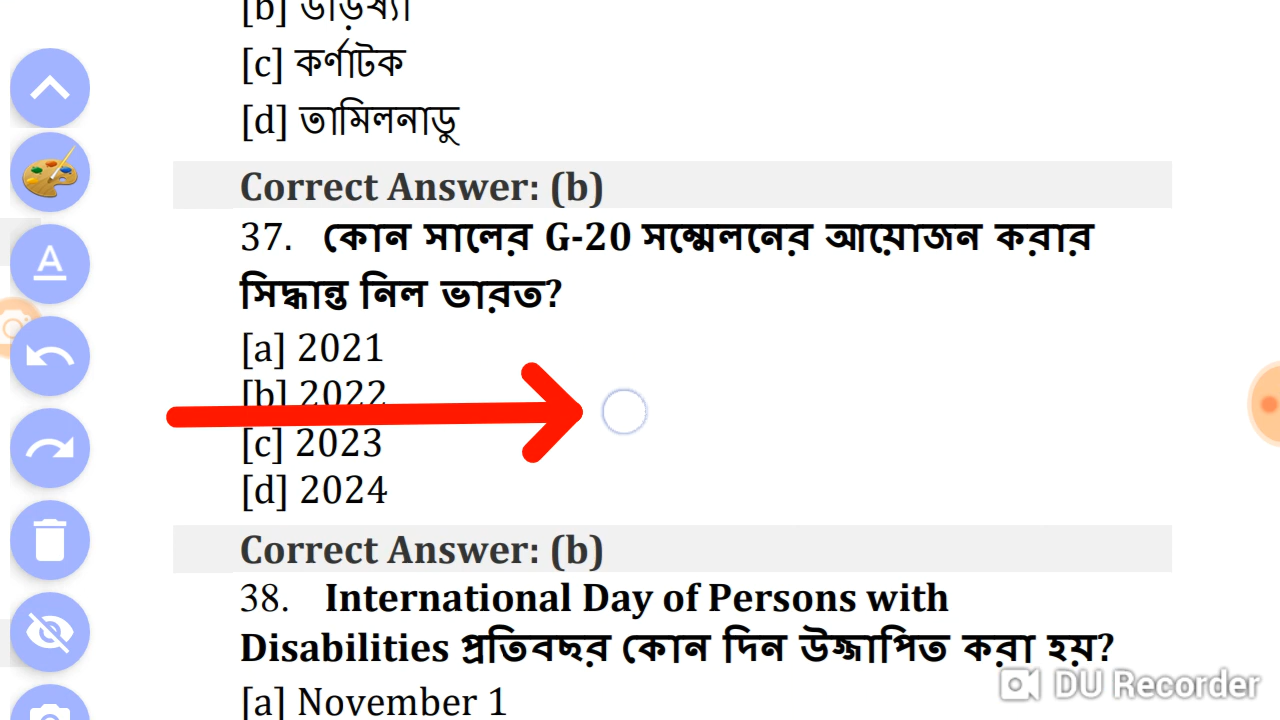 [b] উড়িষ্যা
[c] কর্ণাটক
[d] তামিলনাড়ু
Correct Answer: (b)
37. কোন সালের G-20 সম্মেলনের আয়োজন করার
সিদ্ধান্ত নিল ভারত?
[a] 2021
[b] 2022
[c] 2023
[d] 2024
Correct Answer: (b)
38. International Day of Persons with
Disabilities প্রতিবছর কোন দিন উজ্জাপিত করা হয়?
[a] November 1
A
DU Recorder